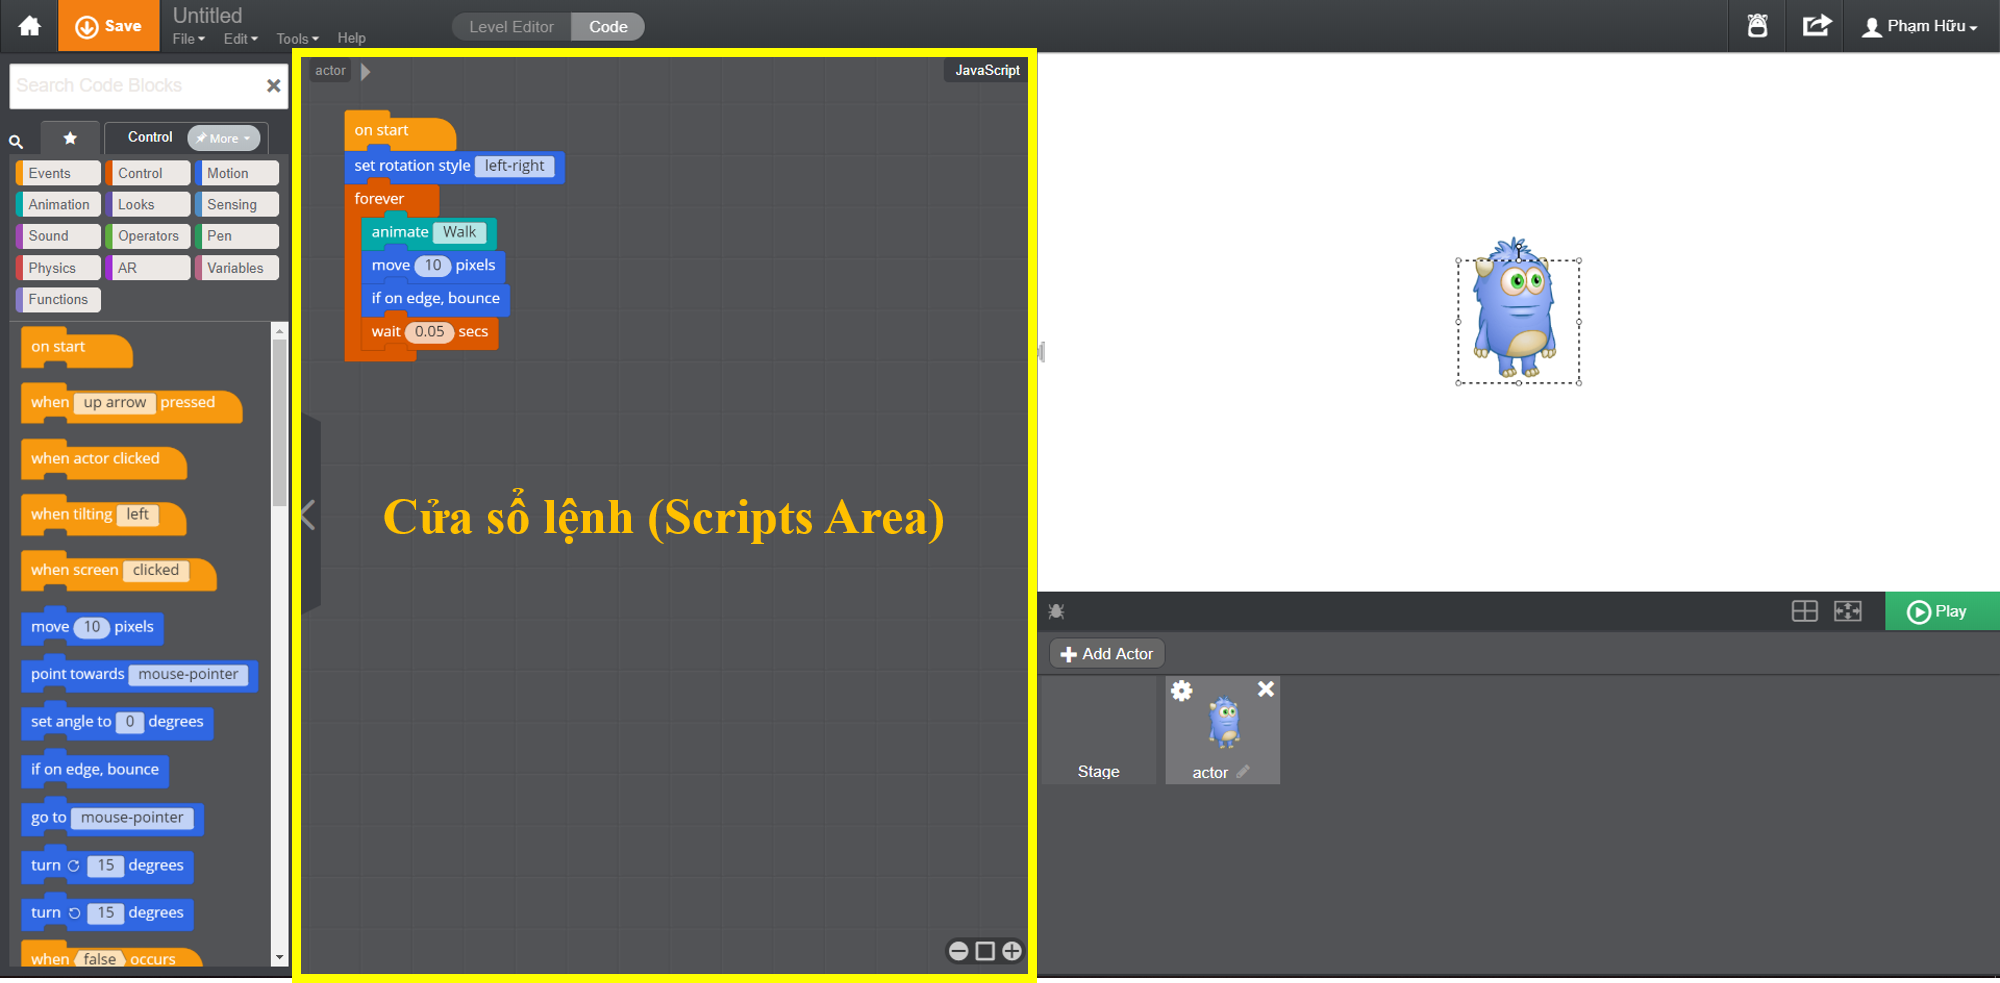 Save
Untitled
File
Edit
Tools
Help
Level Editor
Code
Phạm Hữu
Search Code Blocks
Control
More
Events
Control
Motion
Animation
Looks
Sensing
Sound
Operators
Pen
Physics
AR
Variables
Functions
on start
when up arrow pressed
when actor clicked
when tilting left
when screen clicked
move 10 pixels
point towards mouse-pointer
set angle to 0 degrees
if on edge, bounce
go to mouse-pointer
turn 15 degrees
turn 15 degrees
when false occurs
actor
JavaScript
on start
set rotation style left-right
forever
animate Walk
move 10 pixels
if on edge, bounce
wait 0.05 secs
Cửa sổ lệnh (Scripts Area)
Play
Add Actor
Stage
actor